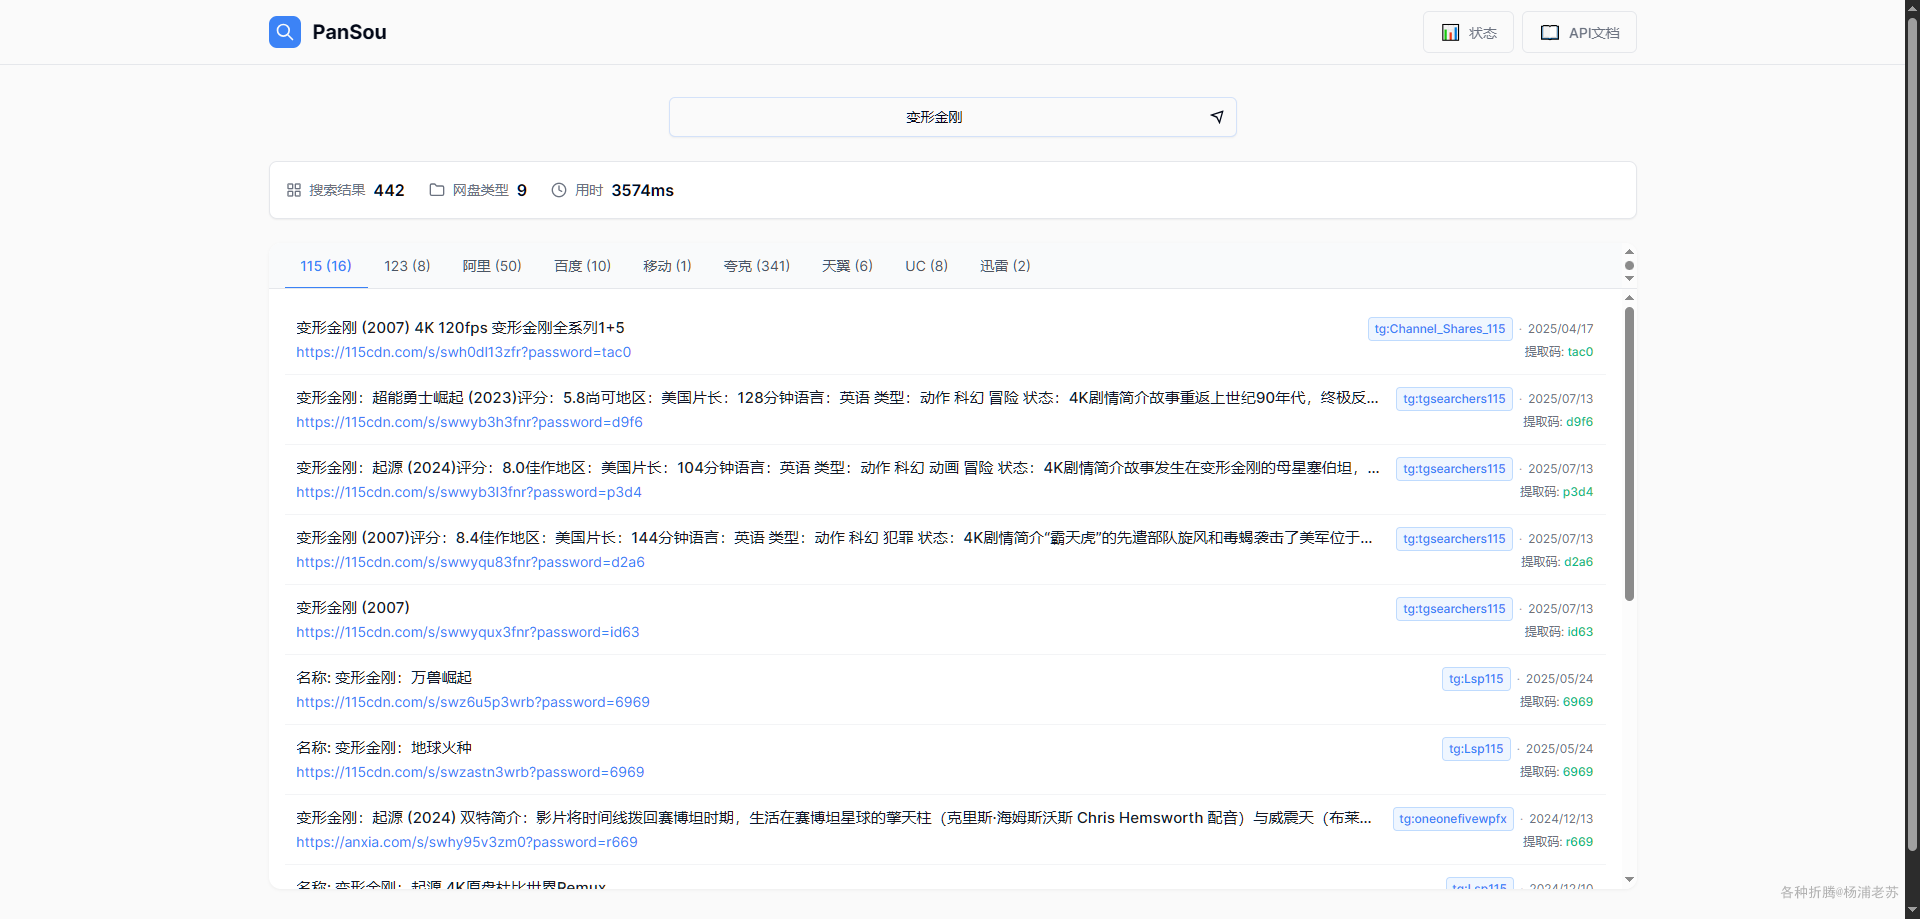 PanSou
状态
API文档
变形金刚
搜索结果 442 网盘类型 9 用时 3574ms
115 (16) 123 (8) 阿里 (50) 百度 (10) 移动 (1) 夸克 (341) 天翼 (6) UC (8) 迅雷 (2)
变形金刚 (2007) 4K 120fps 变形金刚全系列1+5
tg:Channel_Shares_115 · 2025/04/17
https://115cdn.com/s/swh0dl13zfr?password=tac0
提取码: tac0
变形金刚：超能勇士崛起 (2023)评分：5.8尚可地区：美国片长：128分钟语言：英语 类型：动作 科幻 冒险 状态：4K剧情简介故事重返上世纪90年代，终极反...
tg:tgsearchers115 · 2025/07/13
https://115cdn.com/s/swwyb3h3fnr?password=d9f6
提取码: d9f6
变形金刚：起源 (2024)评分：8.0佳作地区：美国片长：104分钟语言：英语 类型：动作 科幻 动画 冒险 状态：4K剧情简介故事发生在变形金刚的母星塞伯坦，...
tg:tgsearchers115 · 2025/07/13
https://115cdn.com/s/swwyb3l3fnr?password=p3d4
提取码: p3d4
变形金刚 (2007)评分：8.4佳作地区：美国片长：144分钟语言：英语 类型：动作 科幻 犯罪 状态：4K剧情简介“霸天虎”的先遣部队旋风和毒蝎袭击了美军位于...
tg:tgsearchers115 · 2025/07/13
https://115cdn.com/s/swwyqu83fnr?password=d2a6
提取码: d2a6
变形金刚 (2007)
tg:tgsearchers115 · 2025/07/13
https://115cdn.com/s/swwyqux3fnr?password=id63
提取码: id63
名称: 变形金刚：万兽崛起
tg:Lsp115 · 2025/05/24
https://115cdn.com/s/swz6u5p3wrb?password=6969
提取码: 6969
名称: 变形金刚：地球火种
tg:Lsp115 · 2025/05/24
https://115cdn.com/s/swzastn3wrb?password=6969
提取码: 6969
变形金刚：起源 (2024) 双特简介：影片将时间线拨回赛博坦时期，生活在赛博坦星球的擎天柱（克里斯·海姆斯沃斯 Chris Hemsworth 配音）与威震天（布莱...
tg:oneonefivewpfx · 2024/12/13
https://anxia.com/s/swhy95v3zm0?password=r669
提取码: r669
名称: 变形金刚：起源 4K原盘杜比世界Remux
tg:Lsp115 · 2024/12/10
各种折腾@杨浦老苏